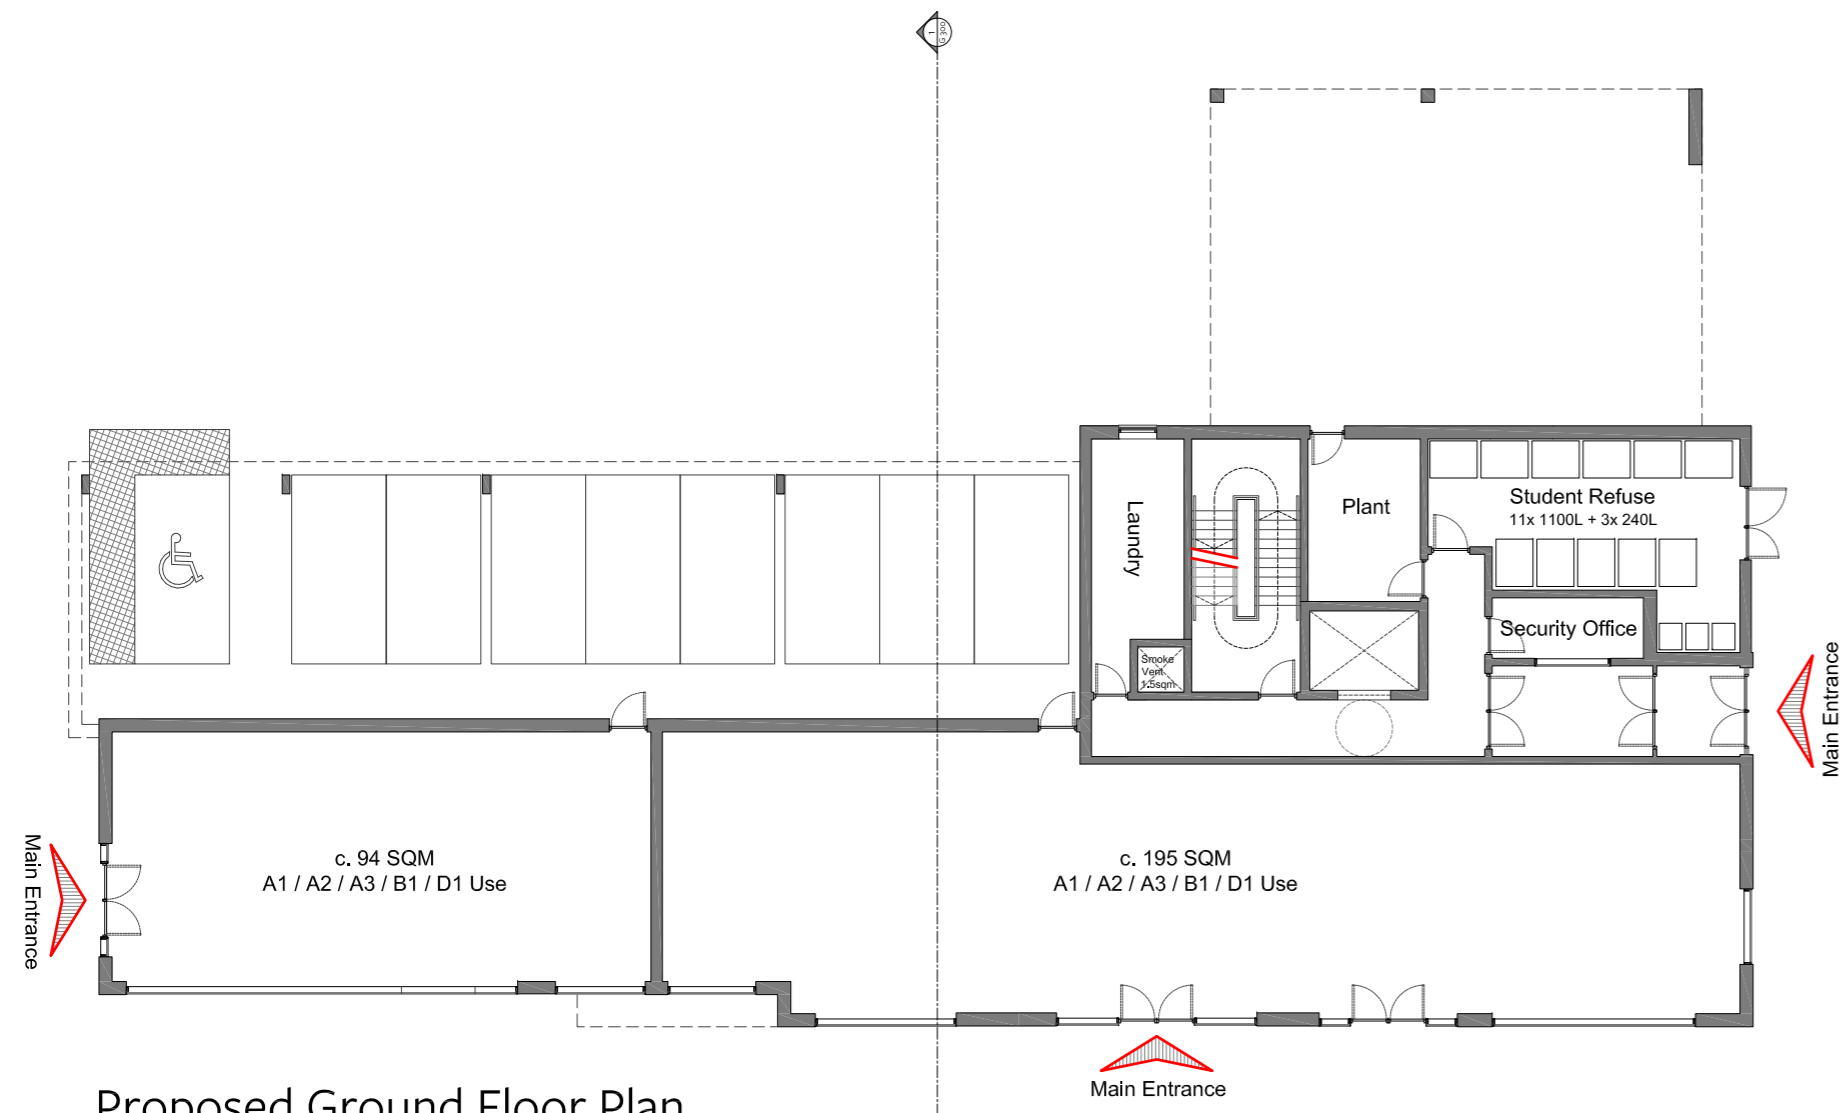 1
G 300
Laundry
Plant
Student Refuse
11x 1100L + 3x 240L
Security Office
Smoke
Vent
1.5sqm
Main Entrance
Main Entrance
c. 94 SQM
A1 / A2 / A3 / B1 / D1 Use
c. 195 SQM
A1 / A2 / A3 / B1 / D1 Use
Main Entrance
Proposed Ground Floor Plan